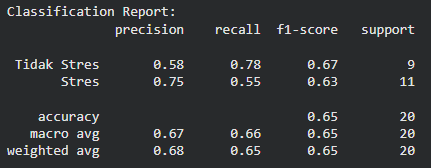 Classification Report:
precision recall f1-score support
Tidak Stres 0.58 0.78 0.67 9
Stres 0.75 0.55 0.63 11
accuracy 0.65 20
macro avg 0.67 0.66 0.65 20
weighted avg 0.68 0.65 0.65 20